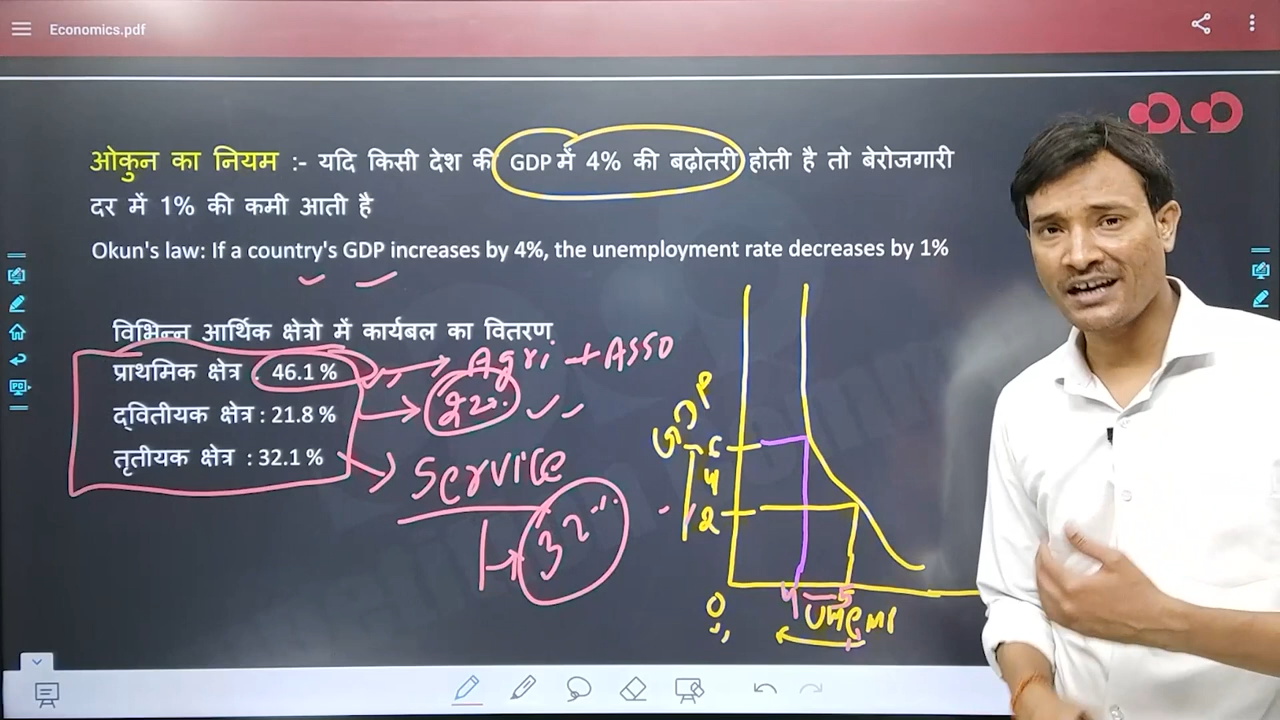 Economics.pdf
ओकुन का नियम :- यदि किसी देश की GDP में 4% की बढ़ोतरी होती है तो बेरोजगारी
दर में 1% की कमी आती है
Okun's law: If a country's GDP increases by 4%, the unemployment rate decreases by 1%
विभिन्न आर्थिक क्षेत्रो में कार्यबल का वितरण
प्राथमिक क्षेत्र 46.1 % Agri + Asso
द्वितीयक क्षेत्र : 21.8 % 22%
तृतीयक क्षेत्र : 32.1 % Service
32%
GDP
6
4
2
0
4 5
Unemp